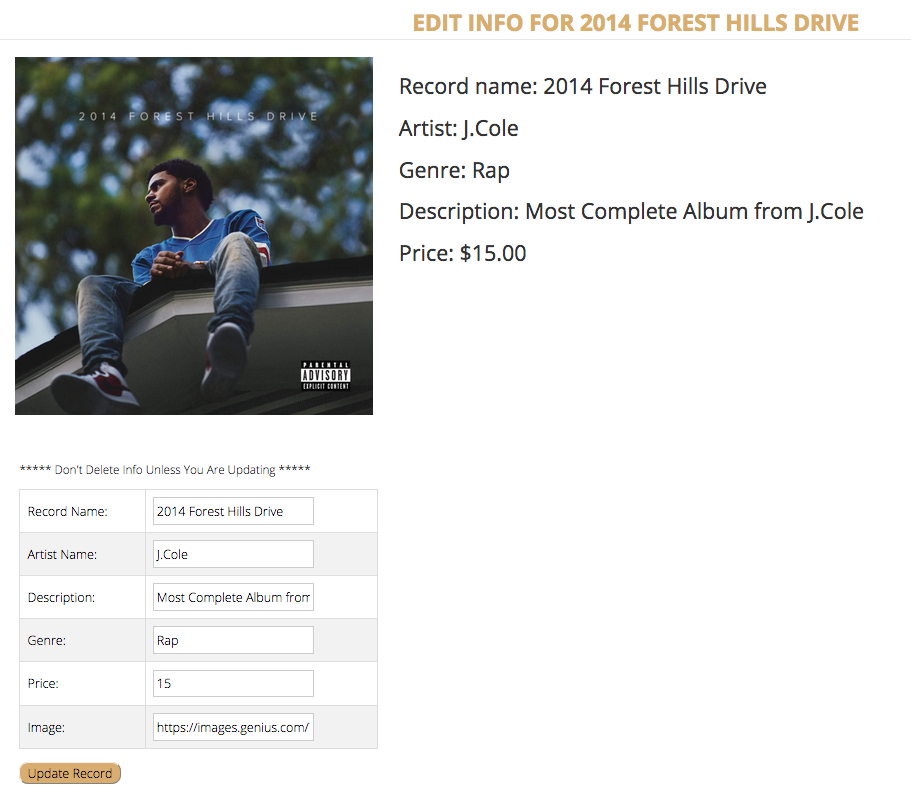 EDIT INFO FOR 2014 FOREST HILLS DRIVE
2014 FOREST HILLS DRIVE
PARENTAL
ADVISORY
EXPLICIT CONTENT
Record name: 2014 Forest Hills Drive
Artist: J.Cole
Genre: Rap
Description: Most Complete Album from J.Cole
Price: $15.00
***** Don't Delete Info Unless You Are Updating *****
Record Name: 2014 Forest Hills Drive
Artist Name: J.Cole
Description: Most Complete Album from
Genre: Rap
Price: 15
Image: https://images.genius.com/
Update Record